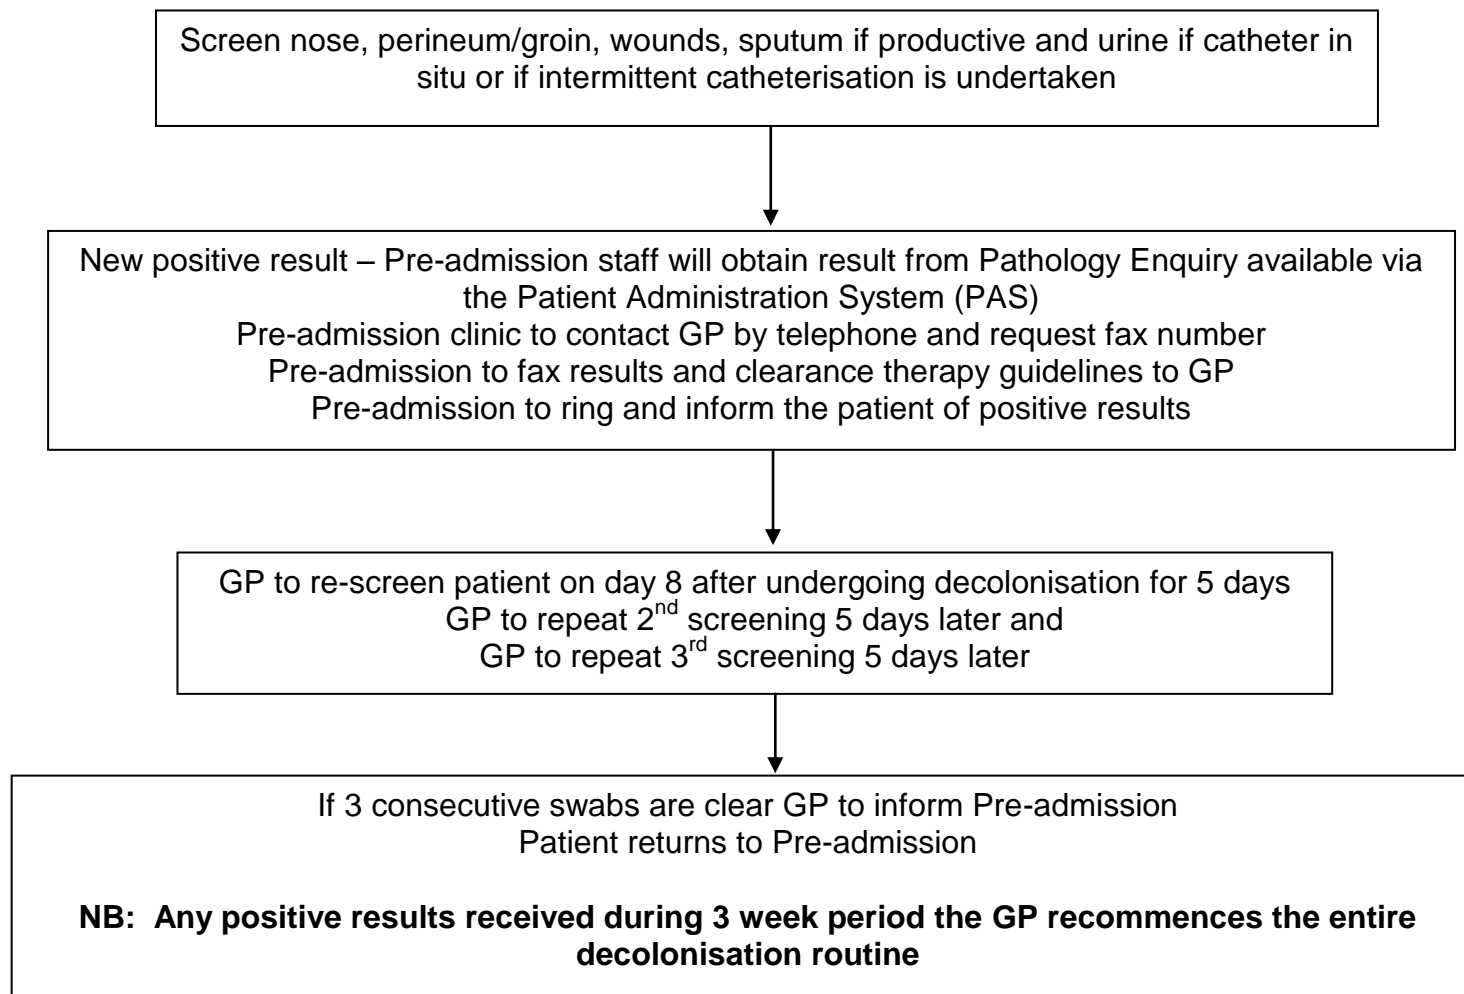 Screen nose, perineum/groin, wounds, sputum if productive and urine if catheter in
situ or if intermittent catheterisation is undertaken
New positive result – Pre-admission staff will obtain result from Pathology Enquiry available via
the Patient Administration System (PAS)
Pre-admission clinic to contact GP by telephone and request fax number
Pre-admission to fax results and clearance therapy guidelines to GP
Pre-admission to ring and inform the patient of positive results
GP to re-screen patient on day 8 after undergoing decolonisation for 5 days
GP to repeat 2nd screening 5 days later and
GP to repeat 3rd screening 5 days later
If 3 consecutive swabs are clear GP to inform Pre-admission
Patient returns to Pre-admission
NB: Any positive results received during 3 week period the GP recommences the entire
decolonisation routine